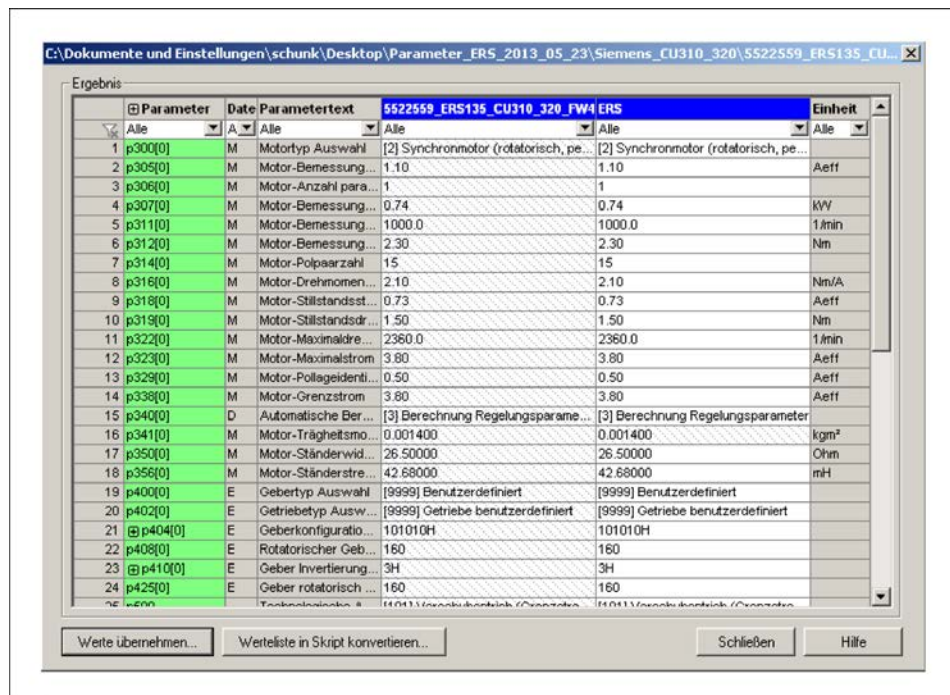 C:\Dokumente und Einstellungen\schunk\Desktop\Parameter_ERS_2013_05_23\Siemens_CU310_320\5522559_ERS135_CU...
Ergebnis
Parameter Date Parametertext 5522559_ERS135_CU310_320_FW4 ERS Einheit
Alle A Alle Alle Alle Alle
1 p300[0] M Motortyp Auswahl [2] Synchronmotor (rotatorisch, pe... [2] Synchronmotor (rotatorisch, pe...
2 p305[0] M Motor-Bemessung... 1.10 1.10 Aeff
3 p306[0] M Motor-Anzahl para... 1 1
4 p307[0] M Motor-Bemessung... 0.74 0.74 kW
5 p311[0] M Motor-Bemessung... 1000.0 1000.0 1/min
6 p312[0] M Motor-Bemessung... 2.30 2.30 Nm
7 p314[0] M Motor-Polpaarzahl 15 15
8 p316[0] M Motor-Drehmomen... 2.10 2.10 Nm/A
9 p318[0] M Motor-Stillstandsst... 0.73 0.73 Aeff
10 p319[0] M Motor-Stillstandsdr... 1.50 1.50 Nm
11 p322[0] M Motor-Maximaldre... 2360.0 2360.0 1/min
12 p323[0] M Motor-Maximalstrom 3.80 3.80 Aeff
13 p329[0] M Motor-Pollageidenti... 0.50 0.50 Aeff
14 p338[0] M Motor-Grenzstrom 3.80 3.80 Aeff
15 p340[0] D Automatische Ber... [3] Berechnung Regelungsparame... [3] Berechnung Regelungsparameter
16 p341[0] M Motor-Trägheitsmo... 0.001400 0.001400 kgm²
17 p350[0] M Motor-Ständerwid... 26.50000 26.50000 Ohm
18 p356[0] M Motor-Ständerstre... 42.68000 42.68000 mH
19 p400[0] E Gebertyp Auswahl [9999] Benutzerdefiniert [9999] Benutzerdefiniert
20 p402[0] E Getriebetyp Ausw... [9999] Getriebe benutzerdefiniert [9999] Getriebe benutzerdefiniert
21 p404[0] E Geberkonfiguratio... 101010H 101010H
22 p408[0] E Rotatorischer Geb... 160 160
23 p410[0] E Geber Invertierung... 3H 3H
24 p425[0] E Geber rotatorisch ... 160 160
Werte übernehmen... Werteliste in Skript konvertieren... Schließen Hilfe